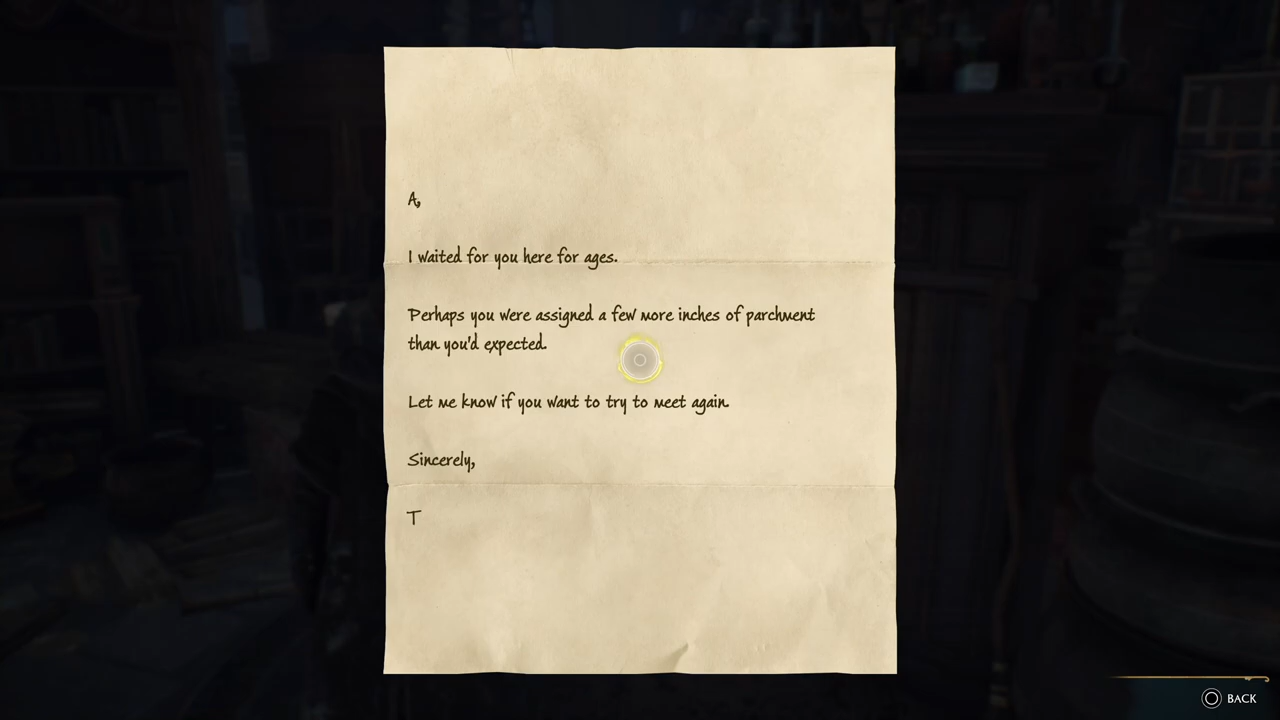 A,
I waited for you here for ages.
Perhaps you were assigned a few more inches of parchment
than you'd expected.
Let me know if you want to try to meet again.
Sincerely,
T
BACK